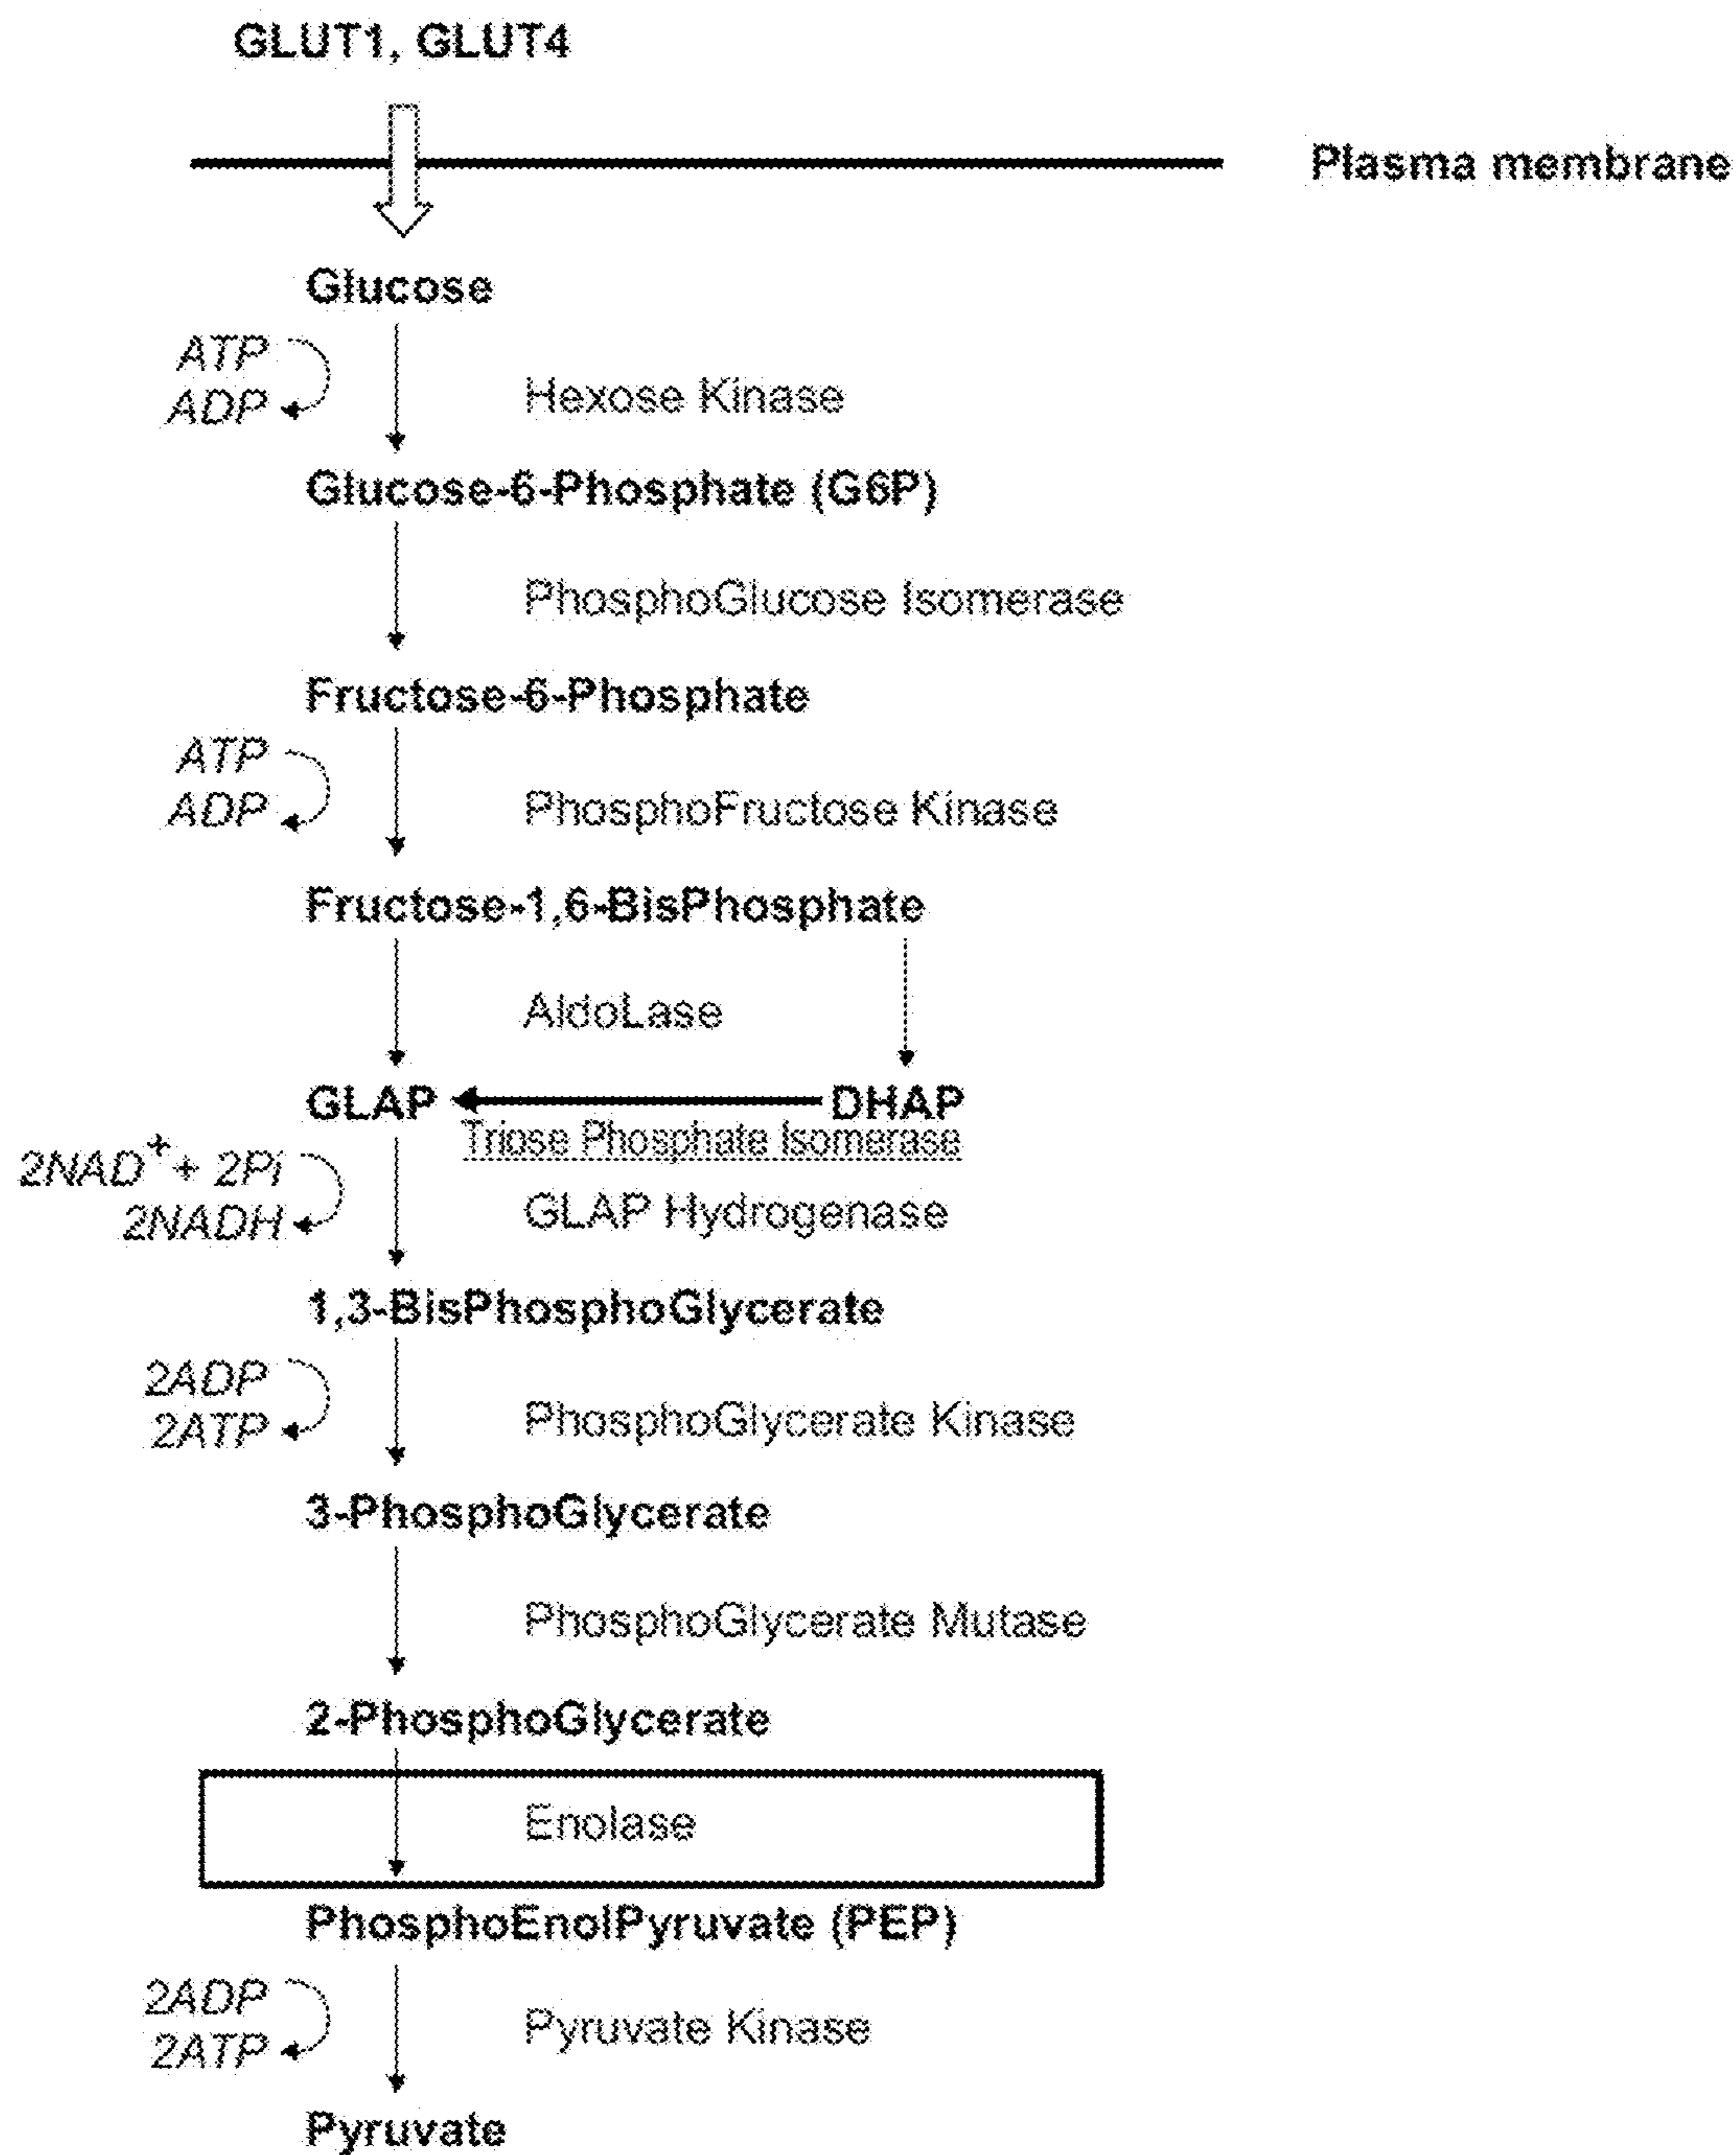 GLUT1, GLUT4
Plasma membrane
Glucose
ATP
ADP
Hexose Kinase
Glucose-6-Phosphate (G6P)
PhosphoGlucose Isomerase
Fructose-6-Phosphate
ATP
ADP
PhosphoFructose Kinase
Fructose-1,6-BisPhosphate
AldoLase
GLAP DHAP
Triose Phosphate Isomerase
2NAD⁺+ 2Pi
2NADH
GLAP Hydrogenase
1,3-BisPhosphoGlycerate
2ADP
2ATP
PhosphoGlycerate Kinase
3-PhosphoGlycerate
PhosphoGlycerate Mutase
2-PhosphoGlycerate
Enolase
PhosphoEnolPyruvate (PEP)
2ADP
2ATP
Pyruvate Kinase
Pyruvate